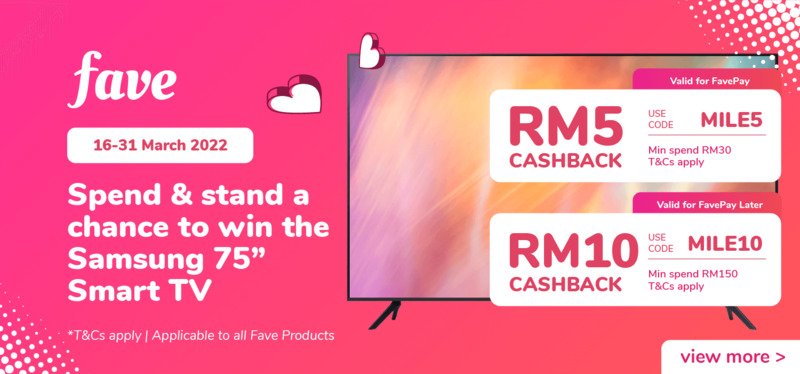 fave
16-31 March 2022
Spend & stand a
chance to win the
Samsung 75”
Smart TV
*T&Cs apply | Applicable to all Fave Products
Valid for FavePay
RM5
CASHBACK
USE
CODE
MILE5
Min spend RM30
T&Cs apply
Valid for FavePay Later
RM10
CASHBACK
USE
CODE
MILE10
Min spend RM150
T&Cs apply
view more >